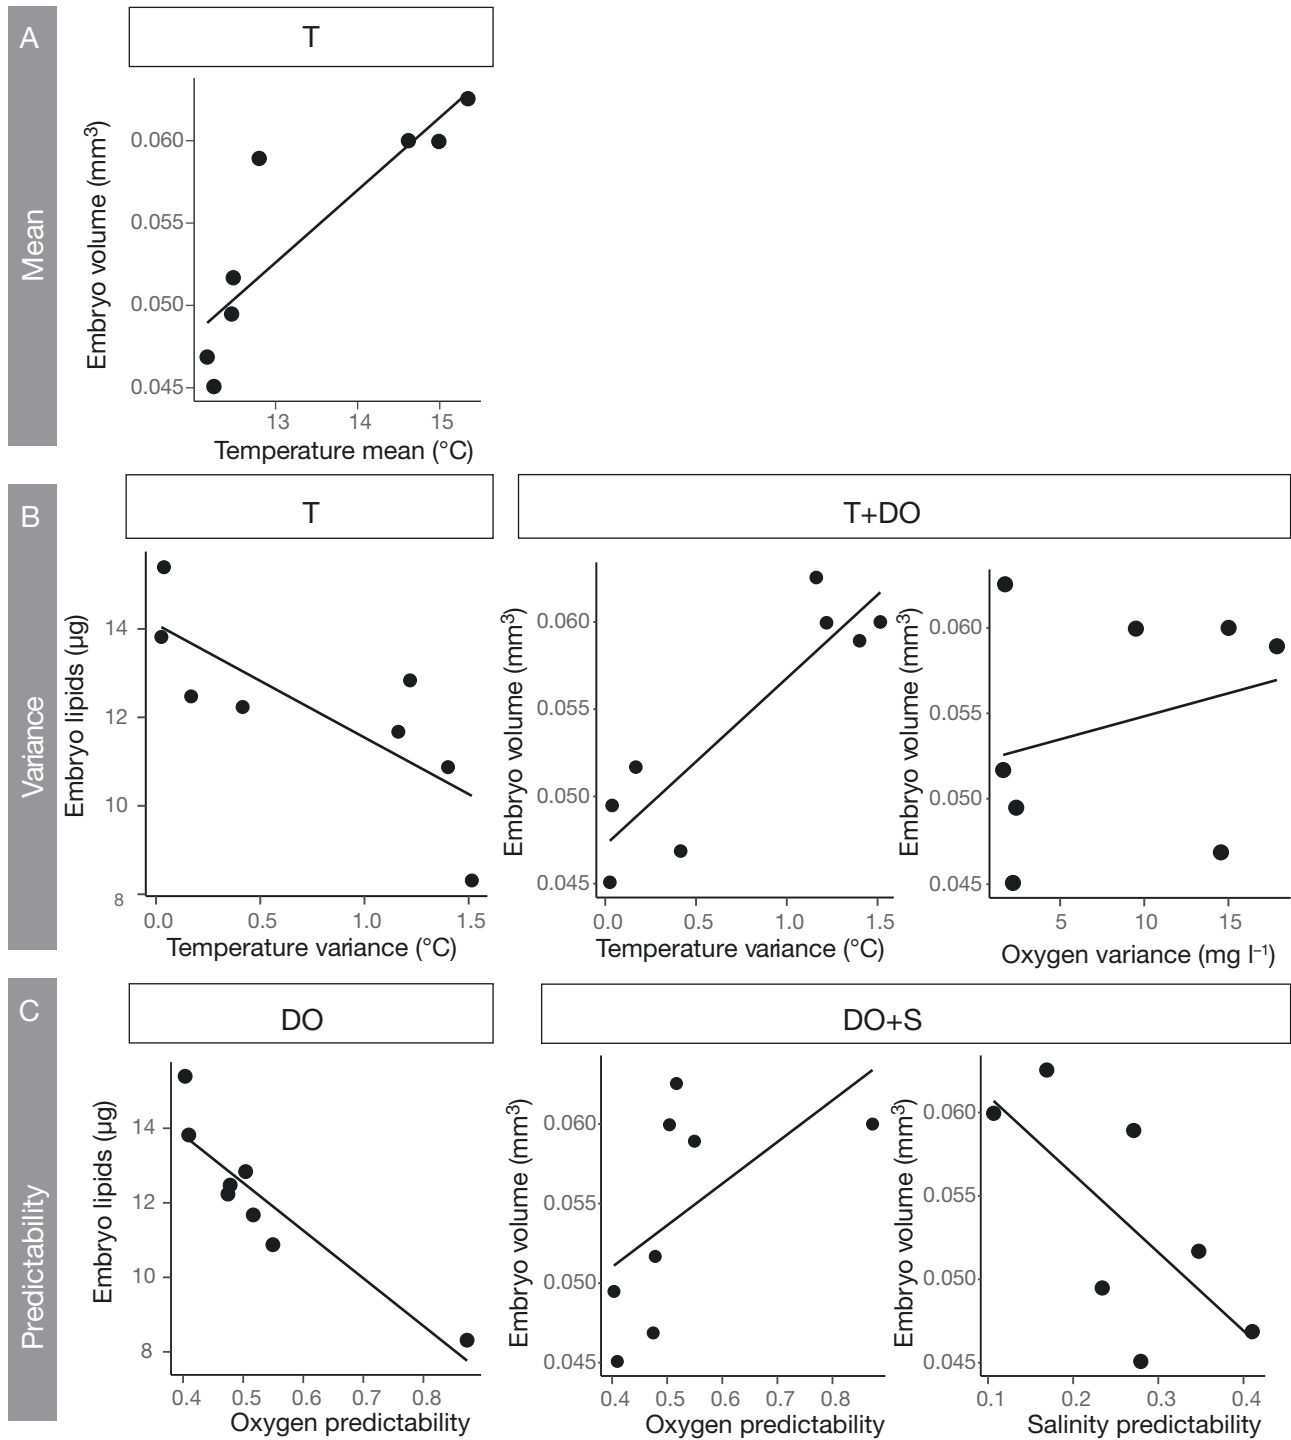 A
Mean
T
Embryo volume (mm³)
0.060
0.055
0.050
0.045
13 14 15
Temperature mean (°C)
B
Variance
T
Embryo lipids (µg)
14
12
10
8
0.0 0.5 1.0 1.5
Temperature variance (°C)
T+DO
Embryo volume (mm³)
0.060
0.055
0.050
0.045
0.0 0.5 1.0 1.5
Temperature variance (°C)
Embryo volume (mm³)
0.060
0.055
0.050
0.045
5 10 15
Oxygen variance (mg l⁻¹)
C
Predictability
DO
Embryo lipids (µg)
14
12
10
8
0.4 0.5 0.6 0.7 0.8
Oxygen predictability
DO+S
Embryo volume (mm³)
0.060
0.055
0.050
0.045
0.4 0.5 0.6 0.7 0.8
Oxygen predictability
Embryo volume (mm³)
0.060
0.055
0.050
0.045
0.1 0.2 0.3 0.4
Salinity predictability